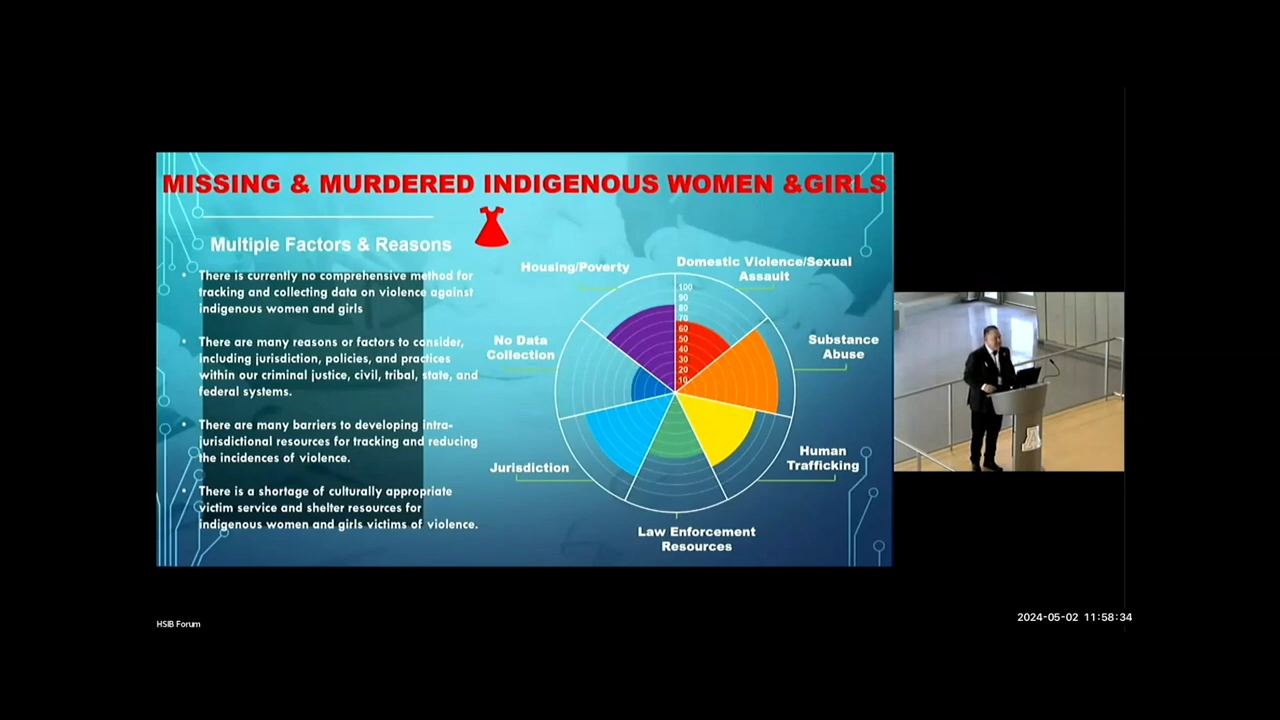 MISSING & MURDERED INDIGENOUS WOMEN &GIRLS
Multiple Factors & Reasons
• There is currently no comprehensive method for
tracking and collecting data on violence against
indigenous women and girls
• There are many reasons or factors to consider,
including jurisdiction, policies, and practices
within our criminal justice, civil, tribal, state, and
federal systems.
• There are many barriers to developing intra-
jurisdictional resources for tracking and reducing
the incidences of violence.
• There is a shortage of culturally appropriate
victim service and shelter resources for
indigenous women and girls victims of violence.
Housing/Poverty
Domestic Violence/Sexual
Assault
100
90
80
70
60
50
40
30
20
10
No Data
Collection
Substance
Abuse
Jurisdiction
Human
Trafficking
Law Enforcement
Resources
A
HSIB Forum
2024-05-02 11:58:34